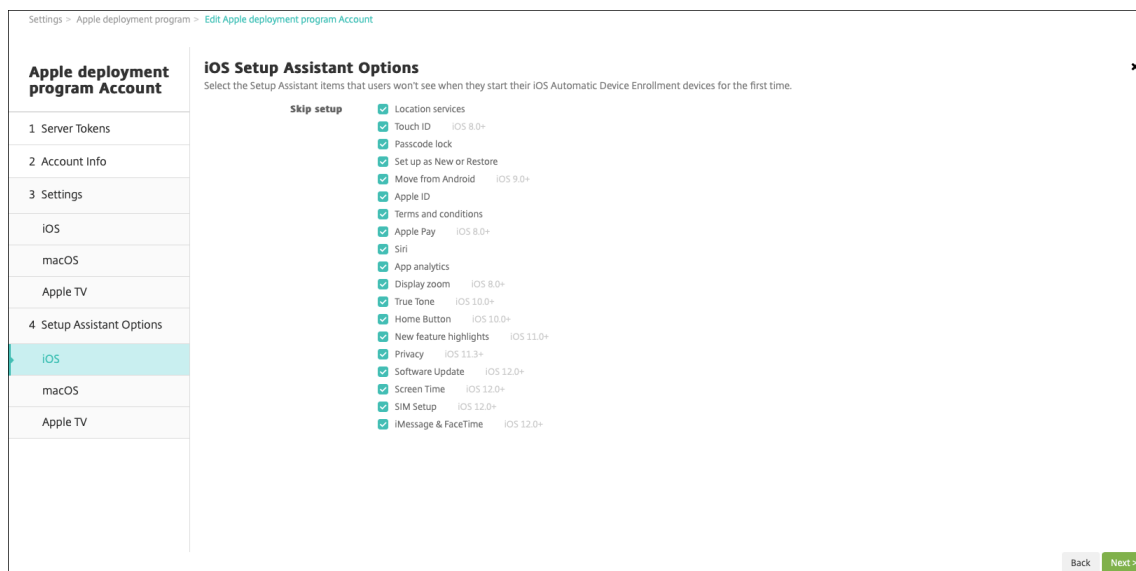 Settings > Apple deployment program > Edit Apple deployment program Account
Apple deployment
program Account
1 Server Tokens
2 Account Info
3 Settings
iOS
macOS
Apple TV
4 Setup Assistant Options
iOS
macOS
Apple TV
iOS Setup Assistant Options
Select the Setup Assistant items that users won't see when they start their iOS Automatic Device Enrollment devices for the first time.
Skip setup
Location services
Touch ID iOS 8.0+
Passcode lock
Set up as New or Restore
Move from Android iOS 9.0+
Apple ID
Terms and conditions
Apple Pay iOS 8.0+
Siri
App analytics
Display zoom iOS 8.0+
True Tone iOS 10.0+
Home Button iOS 10.0+
New feature highlights iOS 11.0+
Privacy iOS 11.3+
Software Update iOS 12.0+
Screen Time iOS 12.0+
SIM Setup iOS 12.0+
iMessage & FaceTime iOS 12.0+
Back Next >